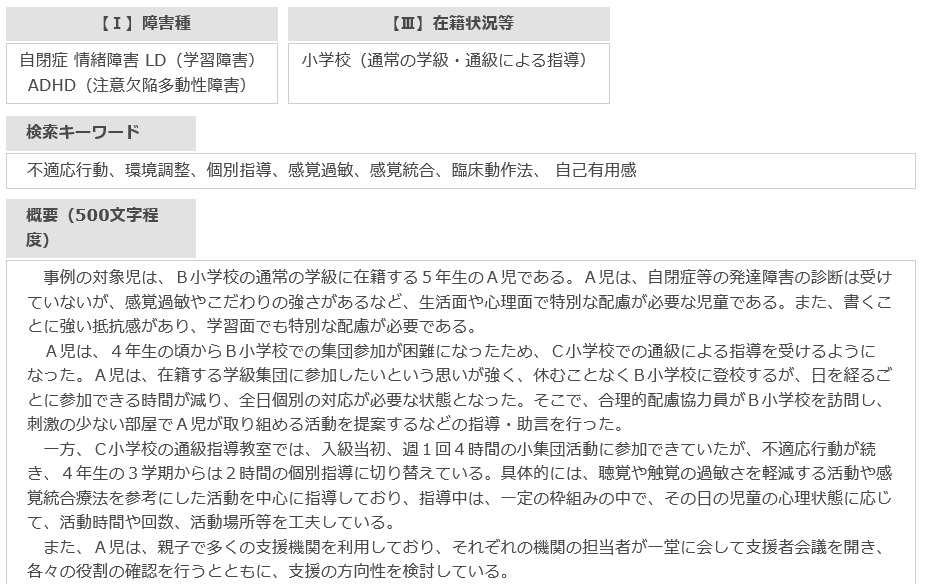 【Ⅰ】障害種
【Ⅲ】在籍状況等
自閉症 情緒障害 LD（学習障害）
ADHD（注意欠陥多動性障害）
小学校（通常の学級・通級による指導）
検索キーワード
不適応行動、環境調整、個別指導、感覚過敏、感覚統合、臨床動作法、 自己有用感
概要（500文字程
度）
事例の対象児は、Ｂ小学校の通常の学級に在籍する５年生のＡ児である。Ａ児は、自閉症等の発達障害の診断は受け
ていないが、感覚過敏やこだわりの強さがあるなど、生活面や心理面で特別な配慮が必要な児童である。また、書くこ
とに強い抵抗感があり、学習面でも特別な配慮が必要である。
Ａ児は、４年生の頃からＢ小学校での集団参加が困難になったため、Ｃ小学校での通級による指導を受けるように
なった。Ａ児は、在籍する学級集団に参加したいという思いが強く、休むことなくＢ小学校に登校するが、日を経るご
とに参加できる時間が減り、全日個別の対応が必要な状態となった。そこで、合理的配慮協力員がＢ小学校を訪問し、
刺激の少ない部屋でＡ児が取り組める活動を提案するなどの指導・助言を行った。
一方、Ｃ小学校の通級指導教室では、入級当初、週１回４時間の小集団活動に参加できていたが、不適応行動が続
き、４年生の３学期からは２時間の個別指導に切り替えている。具体的には、聴覚や触覚の過敏さを軽減する活動や感
覚統合療法を参考にした活動を中心に指導しており、指導中は、一定の枠組みの中で、その日の児童の心理状態に応じ
て、活動時間や回数、活動場所等を工夫している。
また、Ａ児は、親子で多くの支援機関を利用しており、それぞれの機関の担当者が一堂に会して支援者会議を開き、
各々の役割の確認を行うとともに、支援の方向性を検討している。